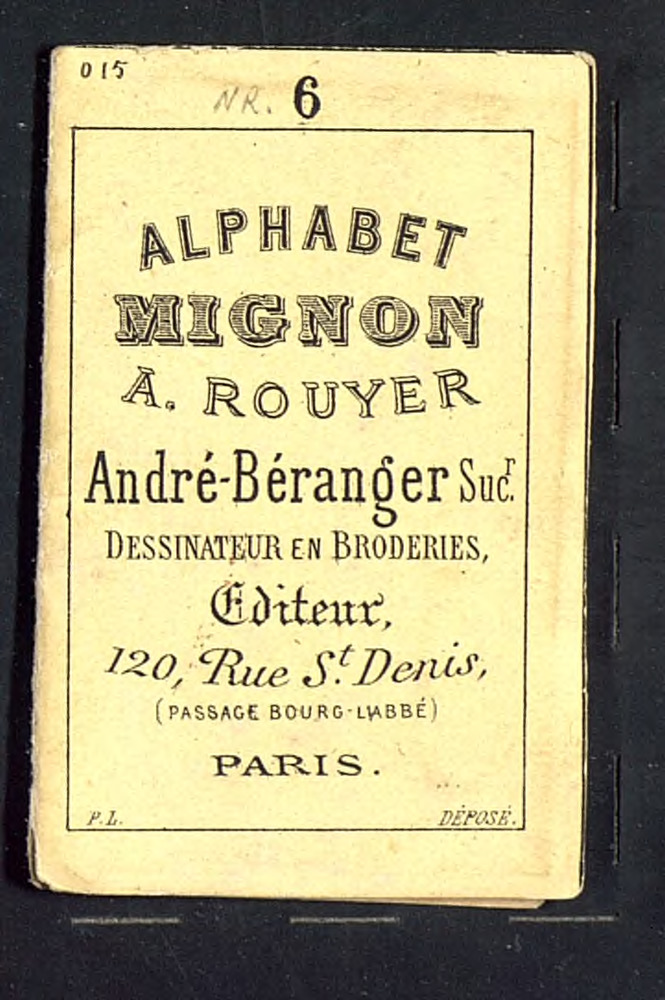 015
NR. 6
ALPHABET
MIGNON
A. ROUYER
André-Béranger Sucr.
DESSINATEUR EN BRODERIES,
Editeur,
120, Rue St. Denis,
(PASSAGE BOURG-L'ABBÉ)
PARIS.
P.L. DÉPOSÉ.